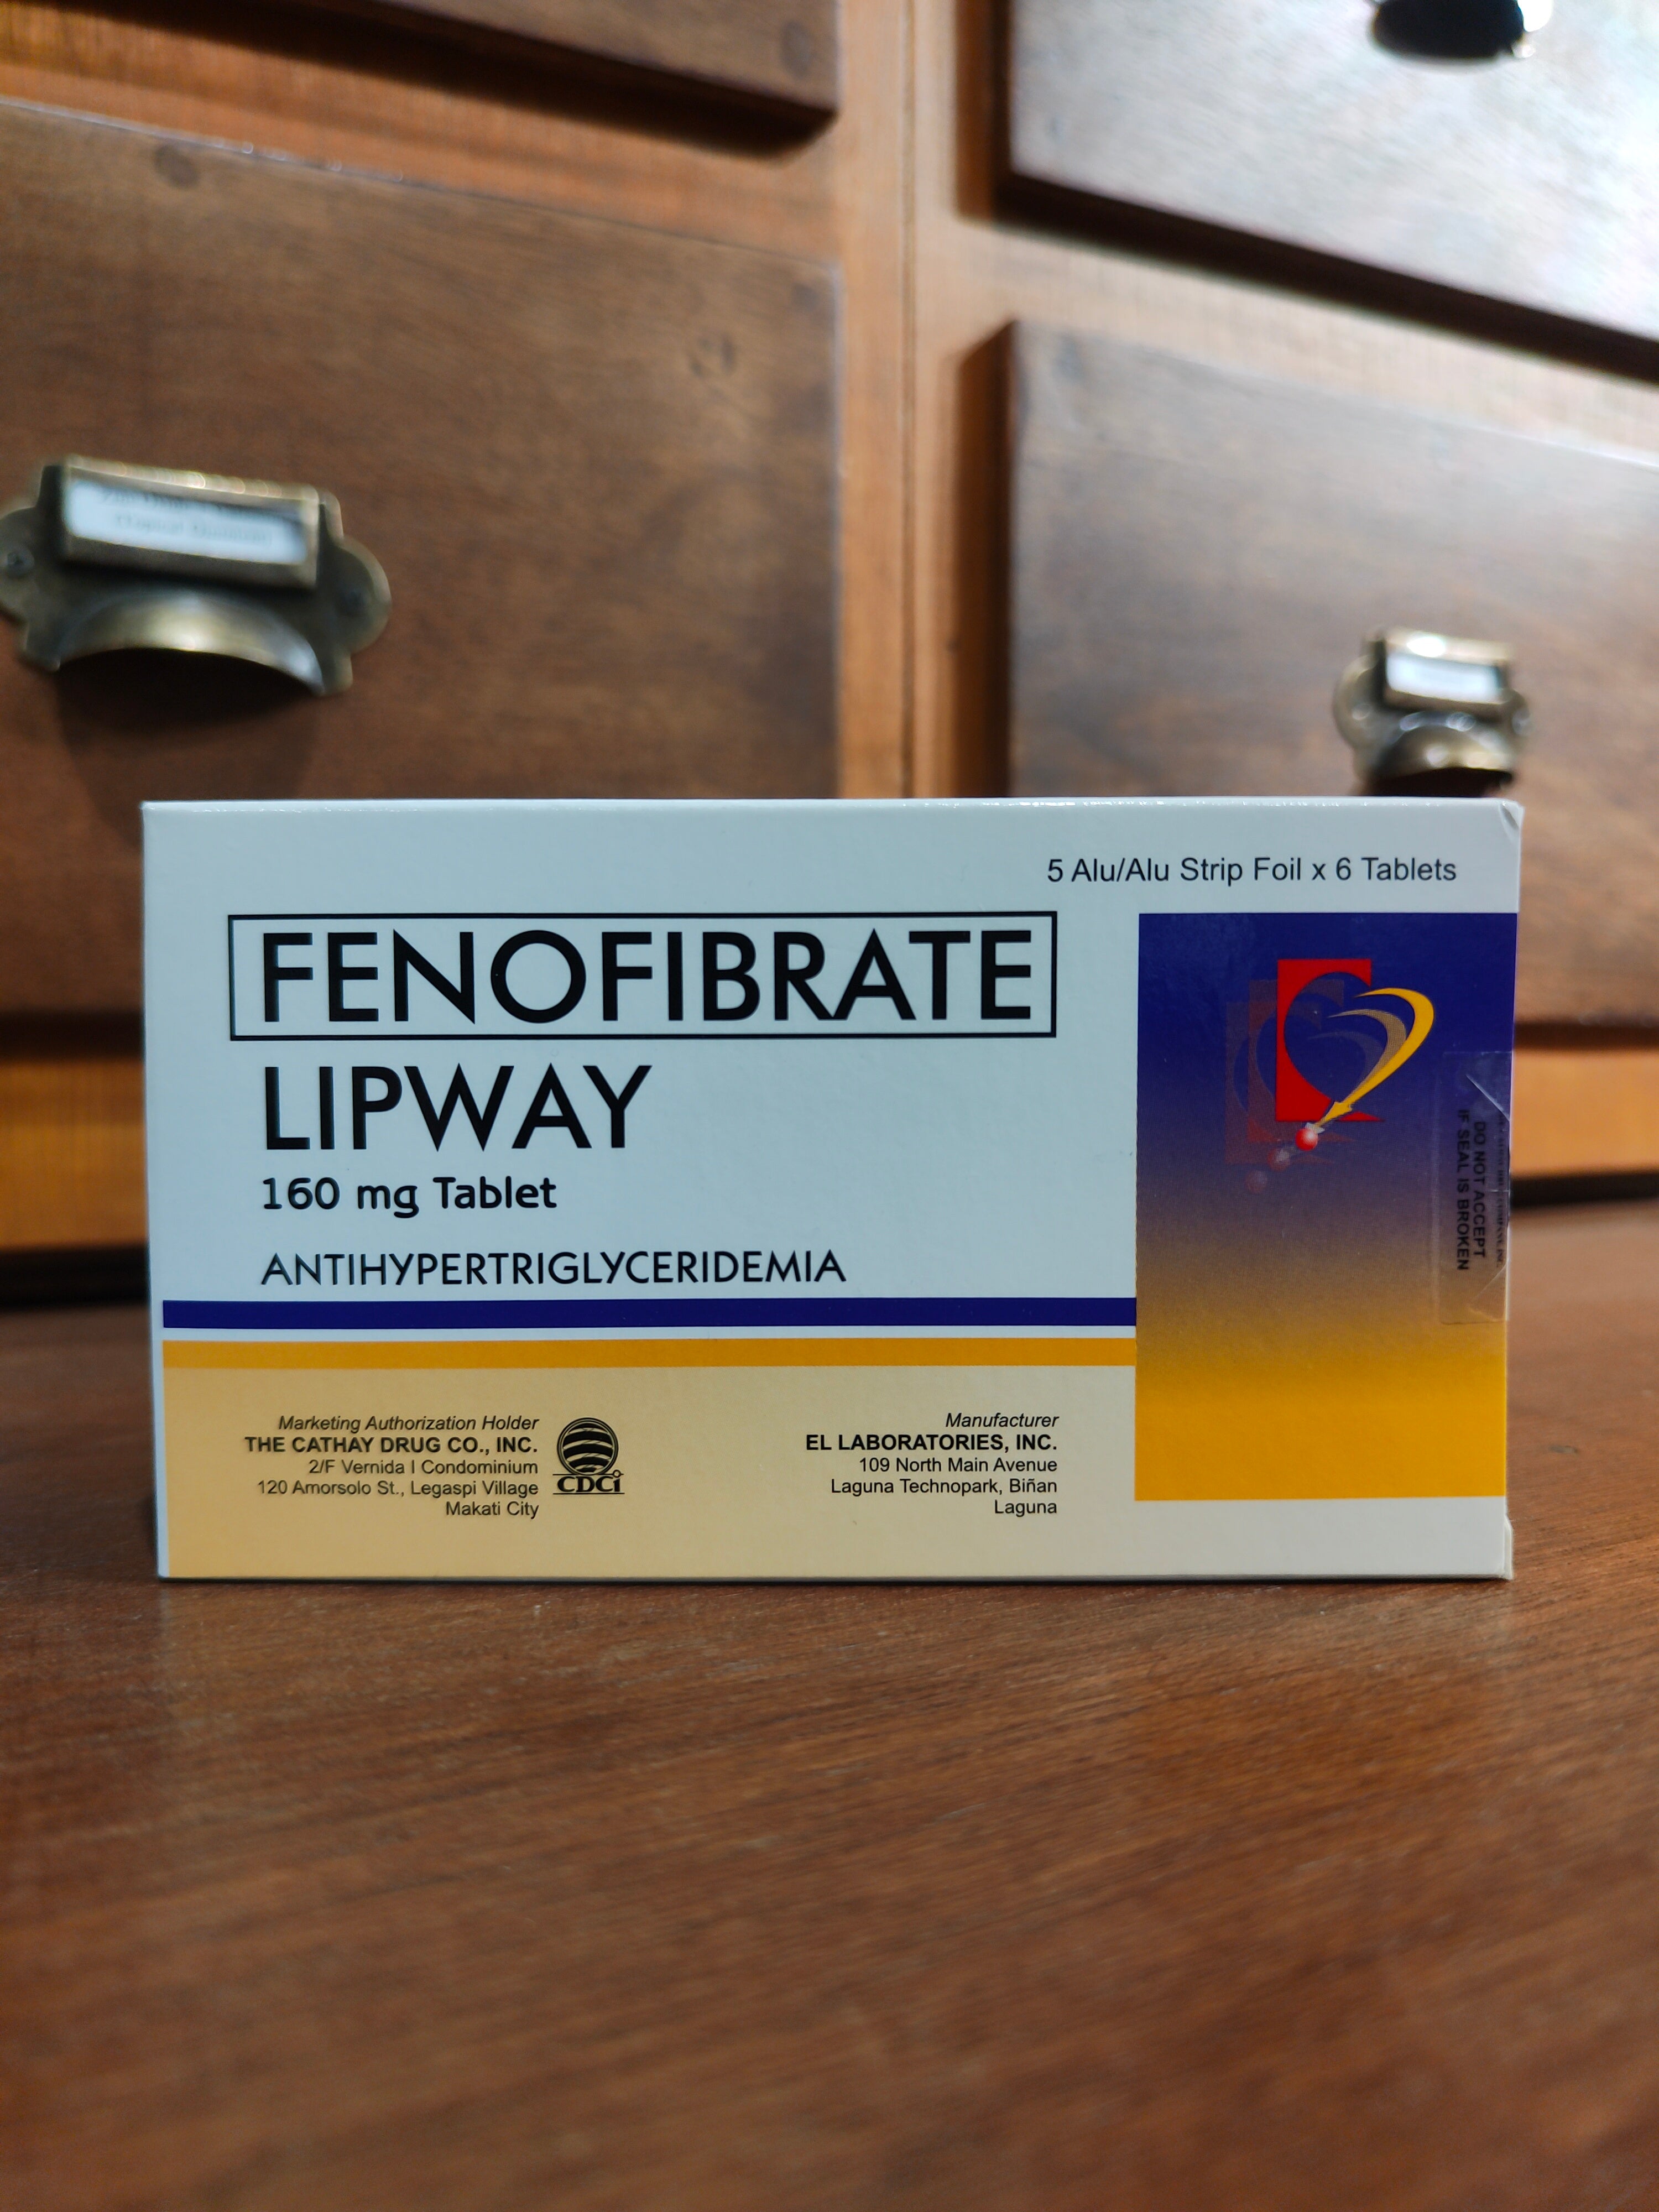 5 Alu/Alu Strip Foil x 6 Tablets
FENOFIBRATE
LIPWAY
160 mg Tablet
ANTIHYPERTRIGLYCERIDEMIA
Marketing Authorization Holder
THE CATHAY DRUG CO., INC.
2/F Vernida I Condominium
120 Amorsolo St., Legaspi Village
Makati City
CDCi
Manufacturer
EL LABORATORIES, INC.
109 North Main Avenue
Laguna Technopark, Biñan
Laguna
DO NOT ACCEPT
IF SEAL IS BROKEN